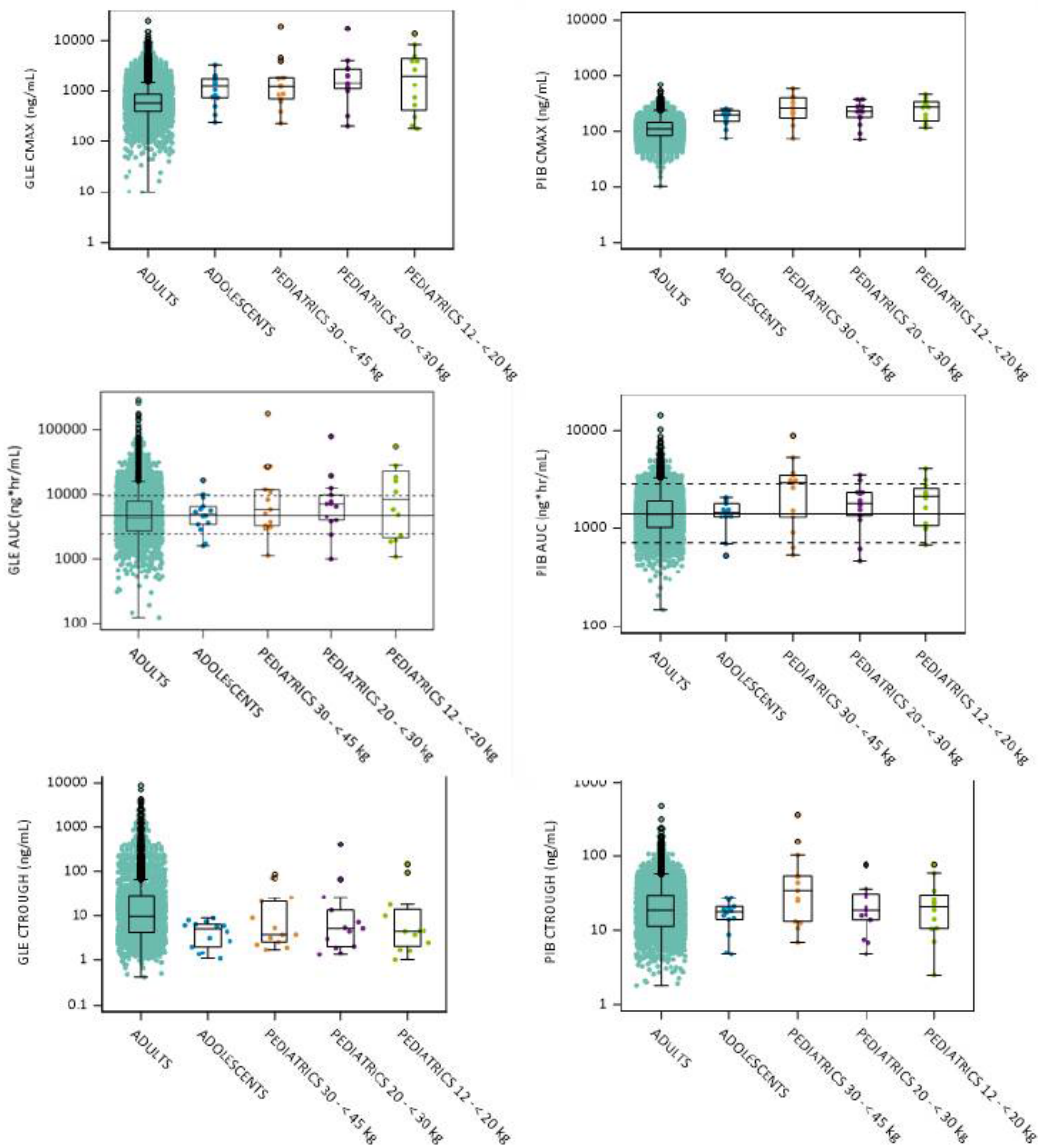 GLE CMAX (ng/mL)
10000
1000
100
10
1
ADULTS
ADOLESCENTS
PEDIATRICS 30 - < 45 kg
PEDIATRICS 20 - < 30 kg
PEDIATRICS 12 - < 20 kg
PIB CMAX (ng/mL)
10000
1000
100
10
1
ADULTS
ADOLESCENTS
PEDIATRICS 30 - < 45 kg
PEDIATRICS 20 - < 30 kg
PEDIATRICS 12 - < 20 kg
GLE AUC (ng*hr/mL)
100000
10000
1000
100
ADULTS
ADOLESCENTS
PEDIATRICS 30 - < 45 kg
PEDIATRICS 20 - < 30 kg
PEDIATRICS 12 - < 20 kg
PIB AUC (ng*hr/mL)
10000
1000
100
ADULTS
ADOLESCENTS
PEDIATRICS 30 - < 45 kg
PEDIATRICS 20 - < 30 kg
PEDIATRICS 12 - < 20 kg
GLE CTROUGH (ng/mL)
10000
1000
100
10
1
0.1
ADULTS
ADOLESCENTS
PEDIATRICS 30 - < 45 kg
PEDIATRICS 20 - < 30 kg
PEDIATRICS 12 - < 20 kg
PIB CTROUGH (ng/mL)
1000
100
10
1
ADULTS
ADOLESCENTS
PEDIATRICS 30 - < 45 kg
PEDIATRICS 20 - < 30 kg
PEDIATRICS 12 - < 20 kg